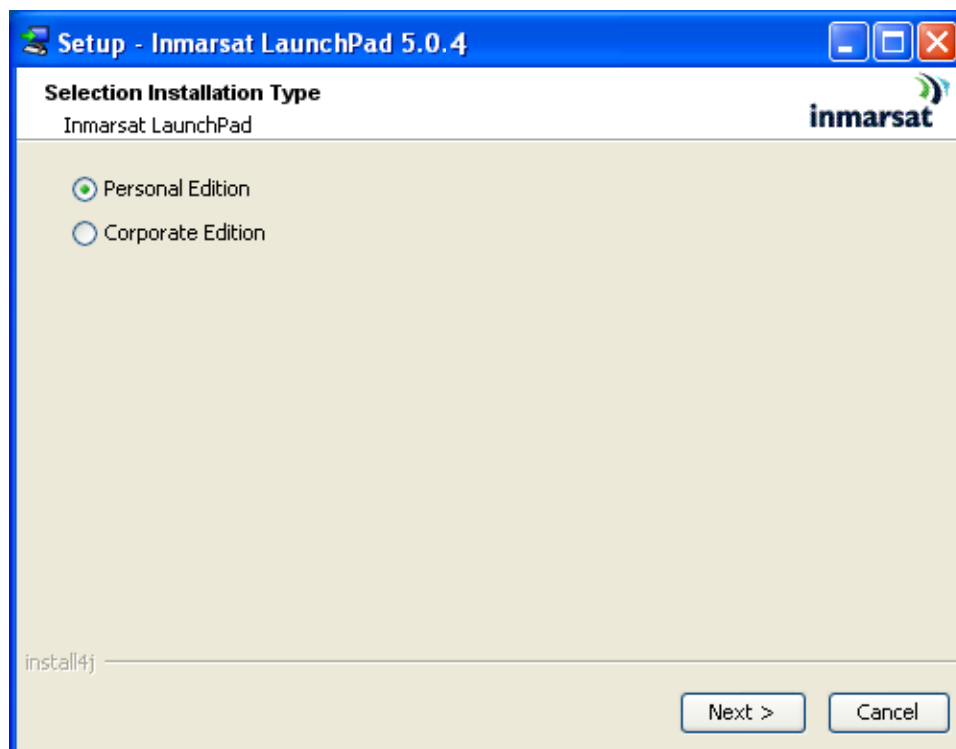 Setup - Inmarsat LaunchPad 5.0.4
Selection Installation Type
Inmarsat LaunchPad
inmarsat
Personal Edition
Corporate Edition
install4j
Next >
Cancel